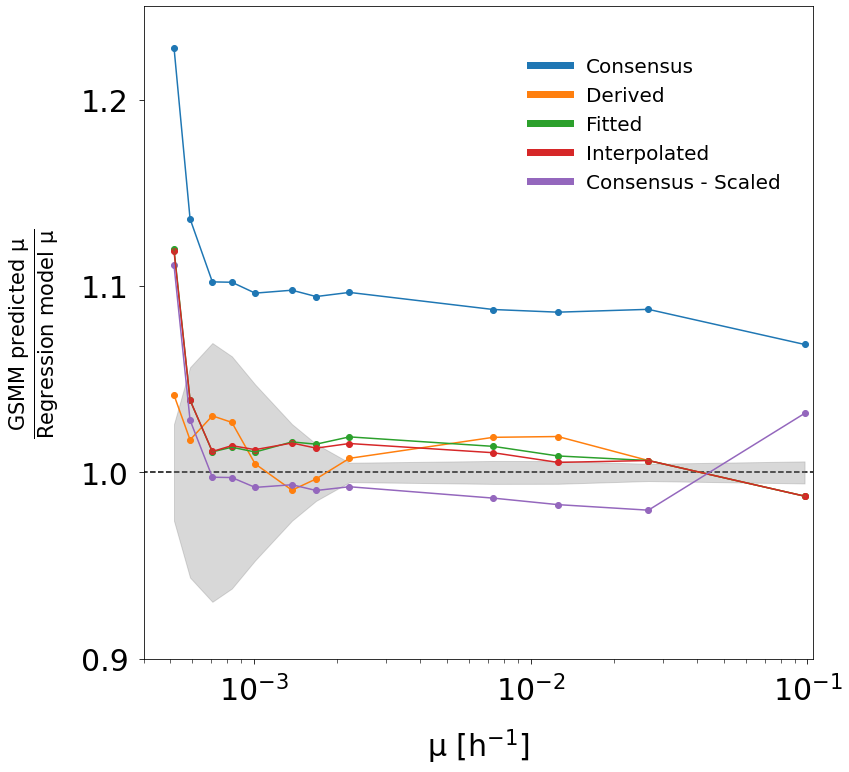 1.2
1.1
1.0
0.9
GSMM predicted µ
Regression model µ
Consensus
Derived
Fitted
Interpolated
Consensus - Scaled
10⁻³ 10⁻² 10⁻¹
µ [h⁻¹]